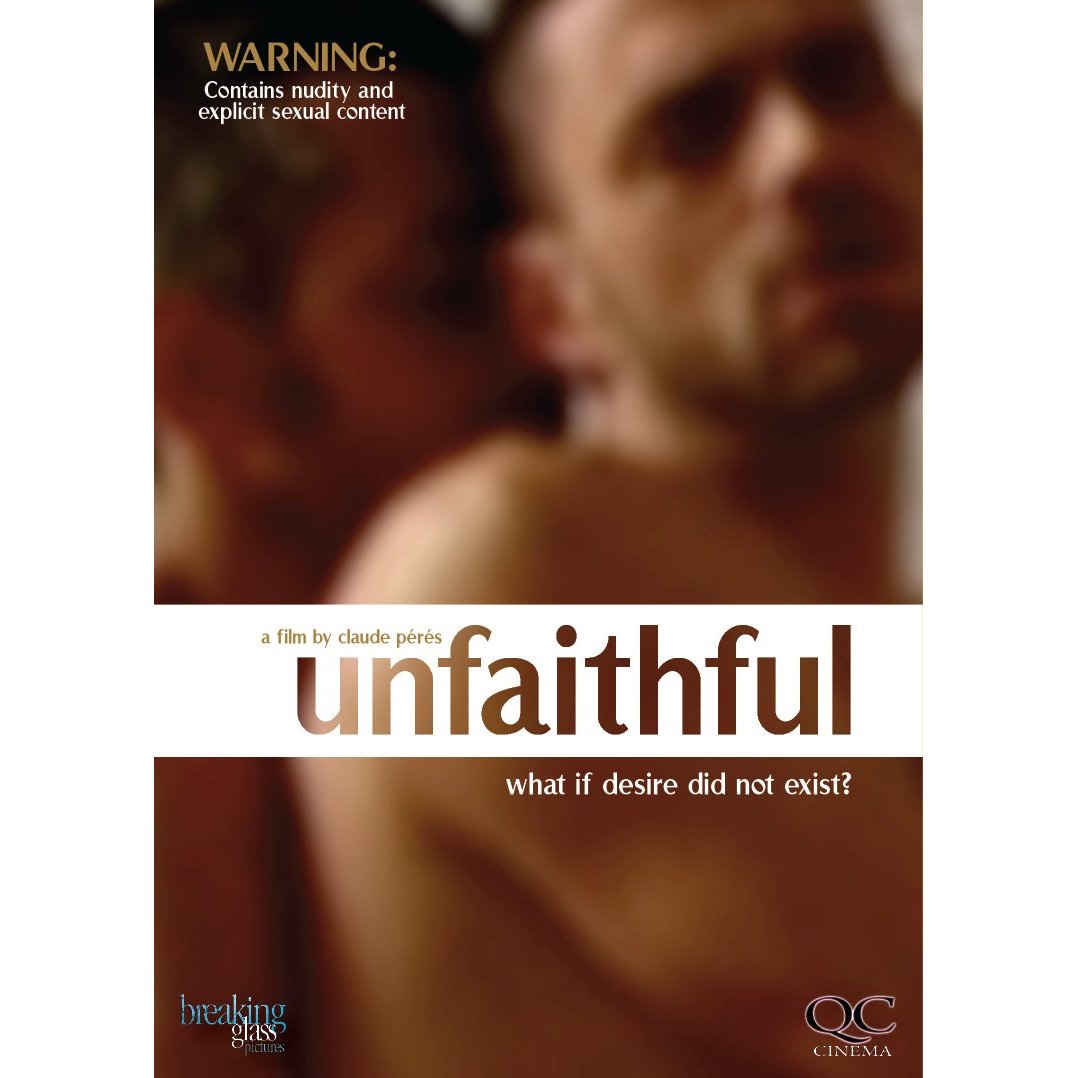 WARNING:
Contains nudity and
explicit sexual content
a film by claude pérés
unfaithful
what if desire did not exist?
breaking
glass
pictures
QC
CINEMA